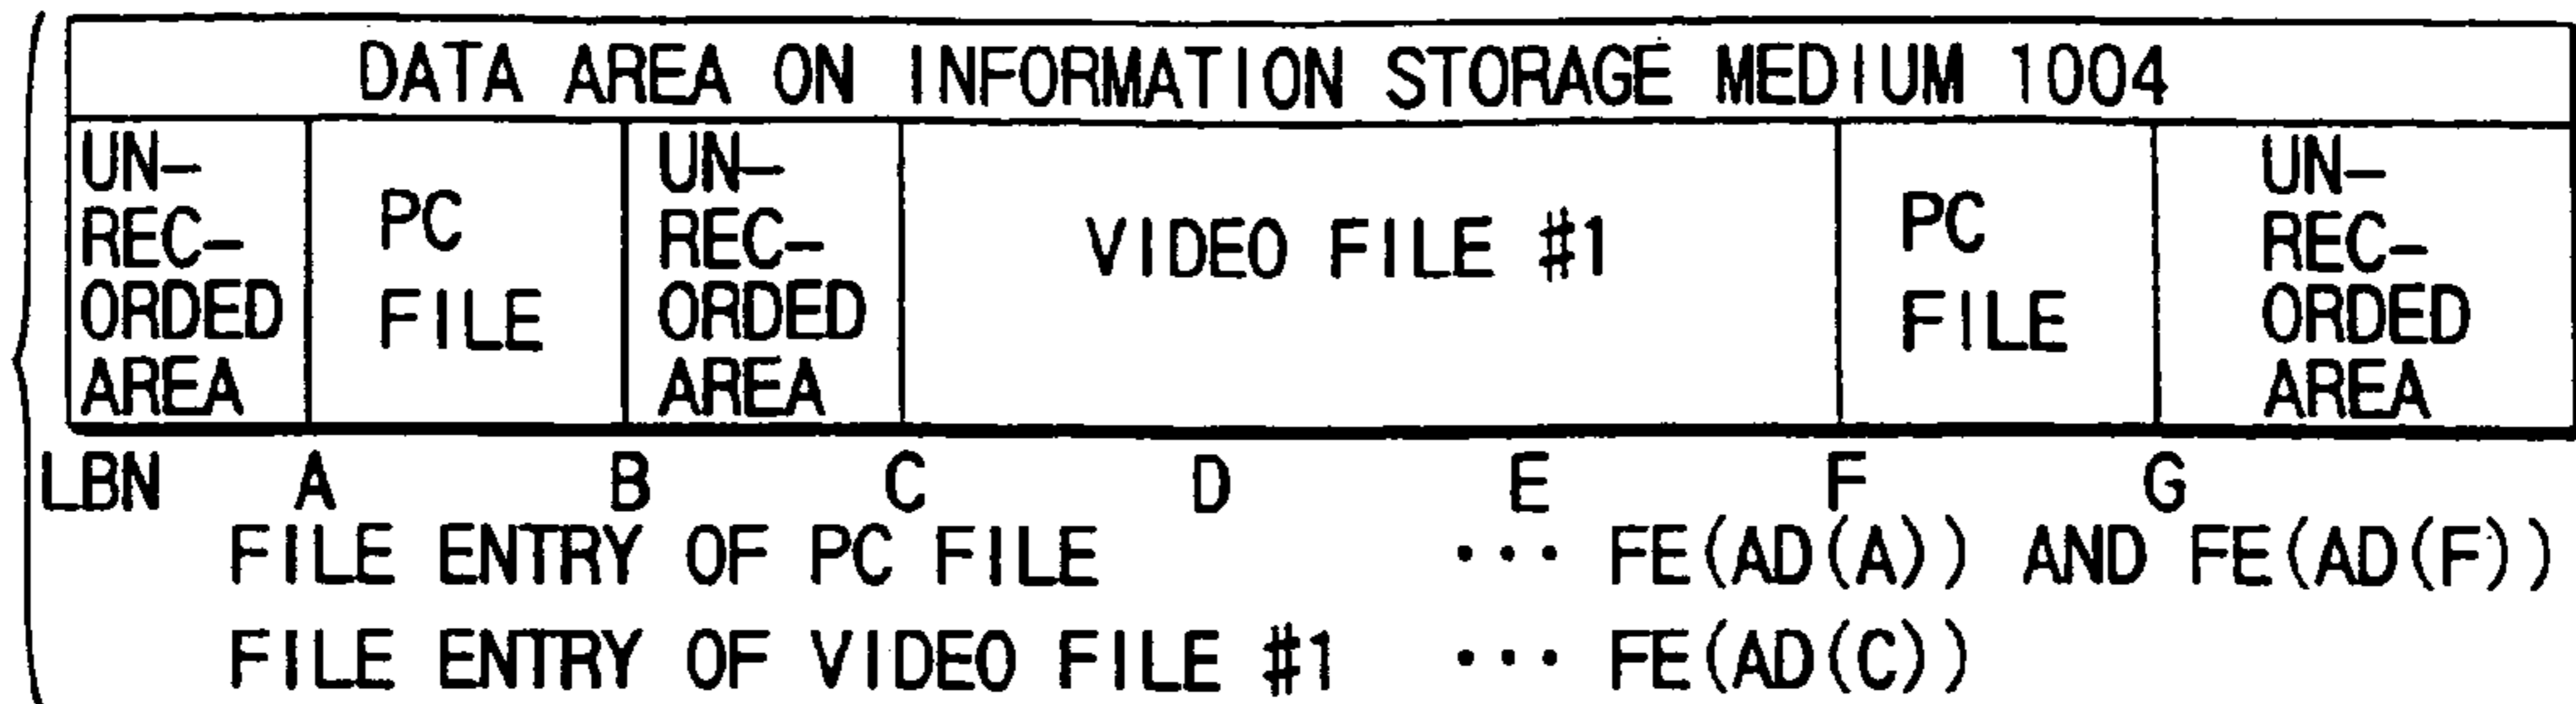 DATA AREA ON INFORMATION STORAGE MEDIUM 1004
UN-
REC-
ORDED
AREA
PC
FILE
UN-
REC-
ORDED
AREA
VIDEO FILE #1
PC
FILE
UN-
REC-
ORDED
AREA
LBN A B C D E F G
FILE ENTRY OF PC FILE ··· FE(AD(A)) AND FE(AD(F))
FILE ENTRY OF VIDEO FILE #1 ··· FE(AD(C))